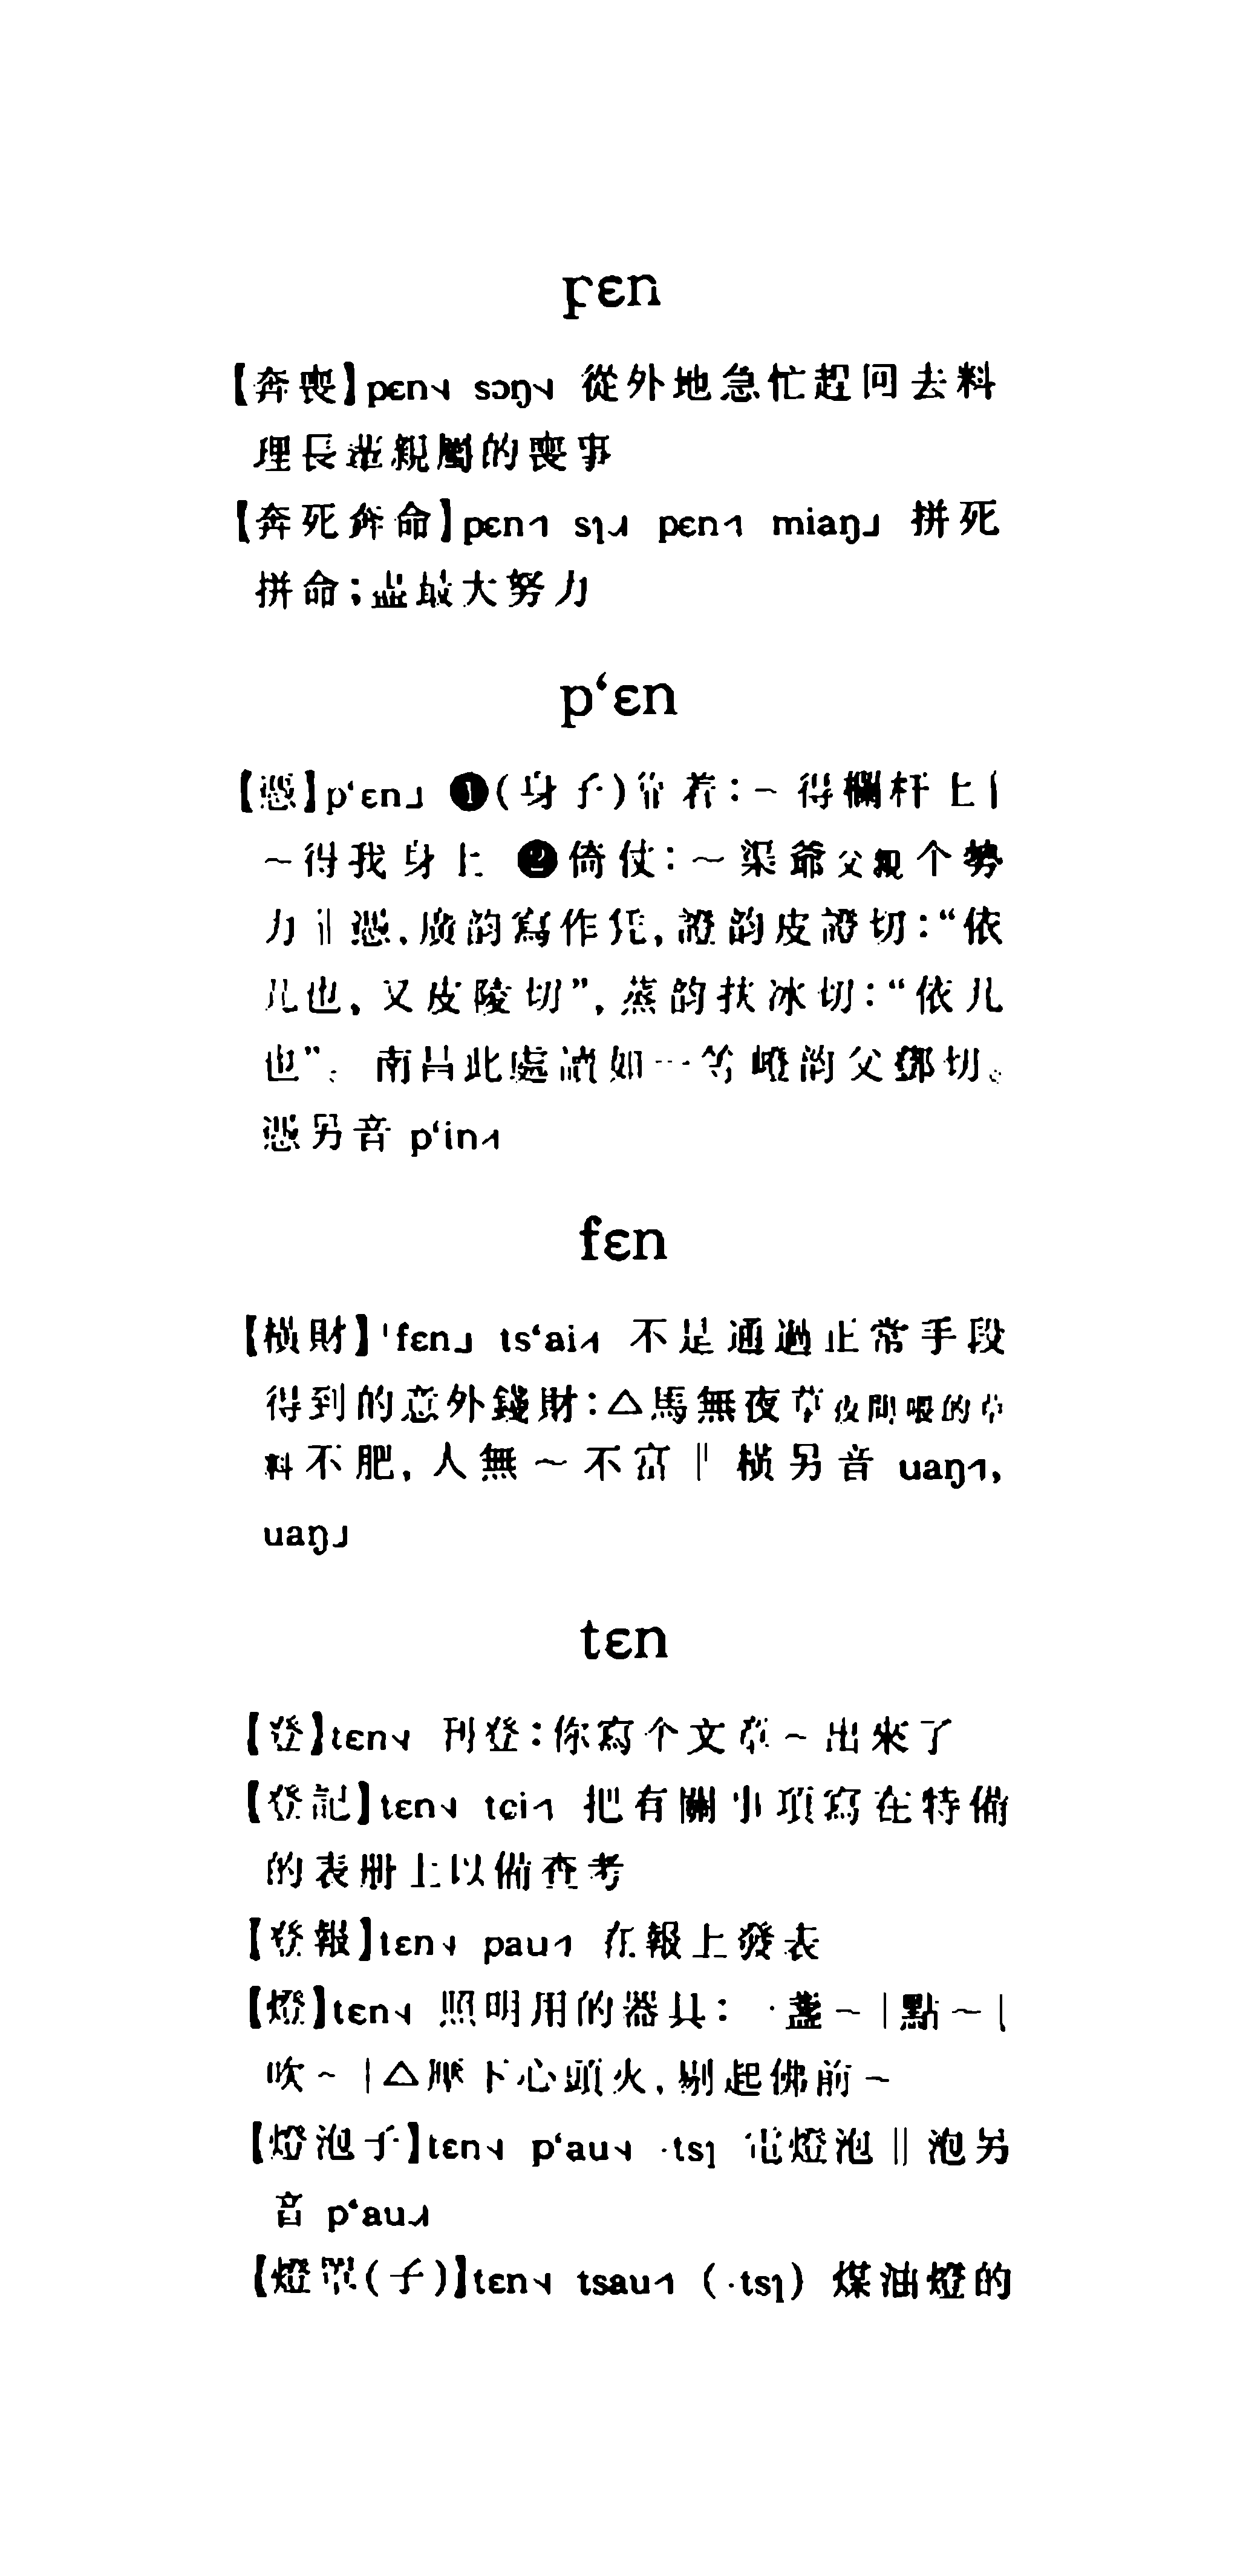 pɛn
【奔喪】pɛn˧˩ sɔŋ˧˩ 從外地急忙趕回去料
理長輩親屬的喪事
【奔死奔命】pɛn˧˥ sɿ˨˩˧ pɛn˧˥ miaŋ˩ 拼死
拼命；盡最大努力
p‘ɛn
【憑】p‘ɛn˩ ❶(身子)靠着：～得欄杆上｜
～得我身上 ❷倚仗：～渠爺父親个勢
力‖憑，廣韵寫作凭，證韵皮證切：“依
几也，又皮陵切”，蒸韵扶冰切：“依几
也”。南昌此處讀如一等嶝韵父鄧切。
憑另音 p‘in
fɛn
【橫財】ˈfɛn˩ ts‘ai 不是通過正常手段
得到的意外錢財：△馬無夜草夜間喂的草
料不肥，人無～不富‖橫另音 uaŋ˧˥，
uaŋ˩
tɛn
【登】tɛn˧˩ 刊登：你寫个文章～出來了
【登記】tɛn˧˩ tɕi˧˥ 把有關事項寫在特備
的表册上以備查考
【登報】tɛn˧˩ pau˧˥ 在報上發表
【燈】tɛn˧˩ 照明用的器具：一盞～｜點～｜
吹～｜△壓下心頭火，剔起佛前～
【燈泡子】tɛn˧˩ p‘au˧˩ ·tsɿ 電燈泡‖泡另
音 p‘au˨˩˧
【燈罩(子)】tɛn˧˩ tsau˧˥ (·tsɿ) 煤油燈的